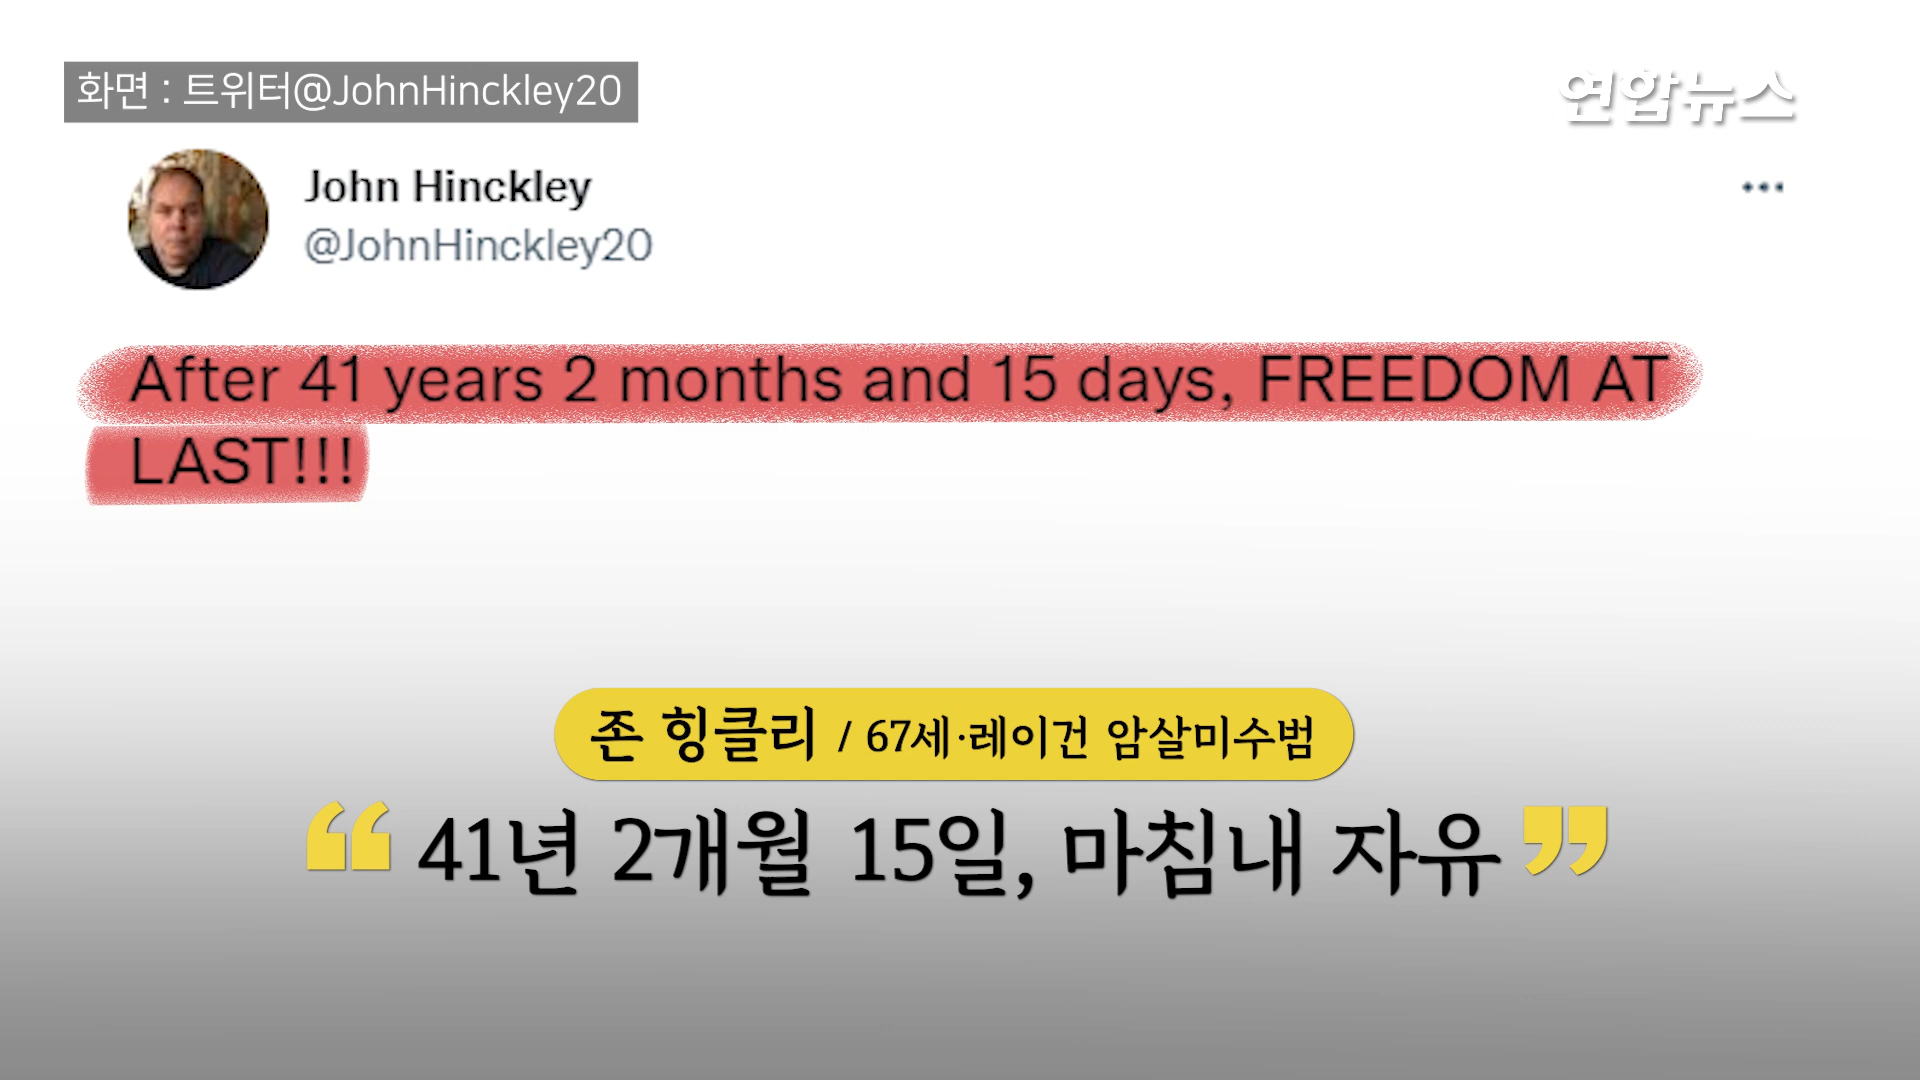 화면 : 트위터@JohnHinckley20
연합뉴스
John Hinckley
@JohnHinckley20
After 41 years 2 months and 15 days, FREEDOM AT
LAST!!!
존 힝클리 / 67세·레이건 암살미수범
“41년 2개월 15일, 마침내 자유”